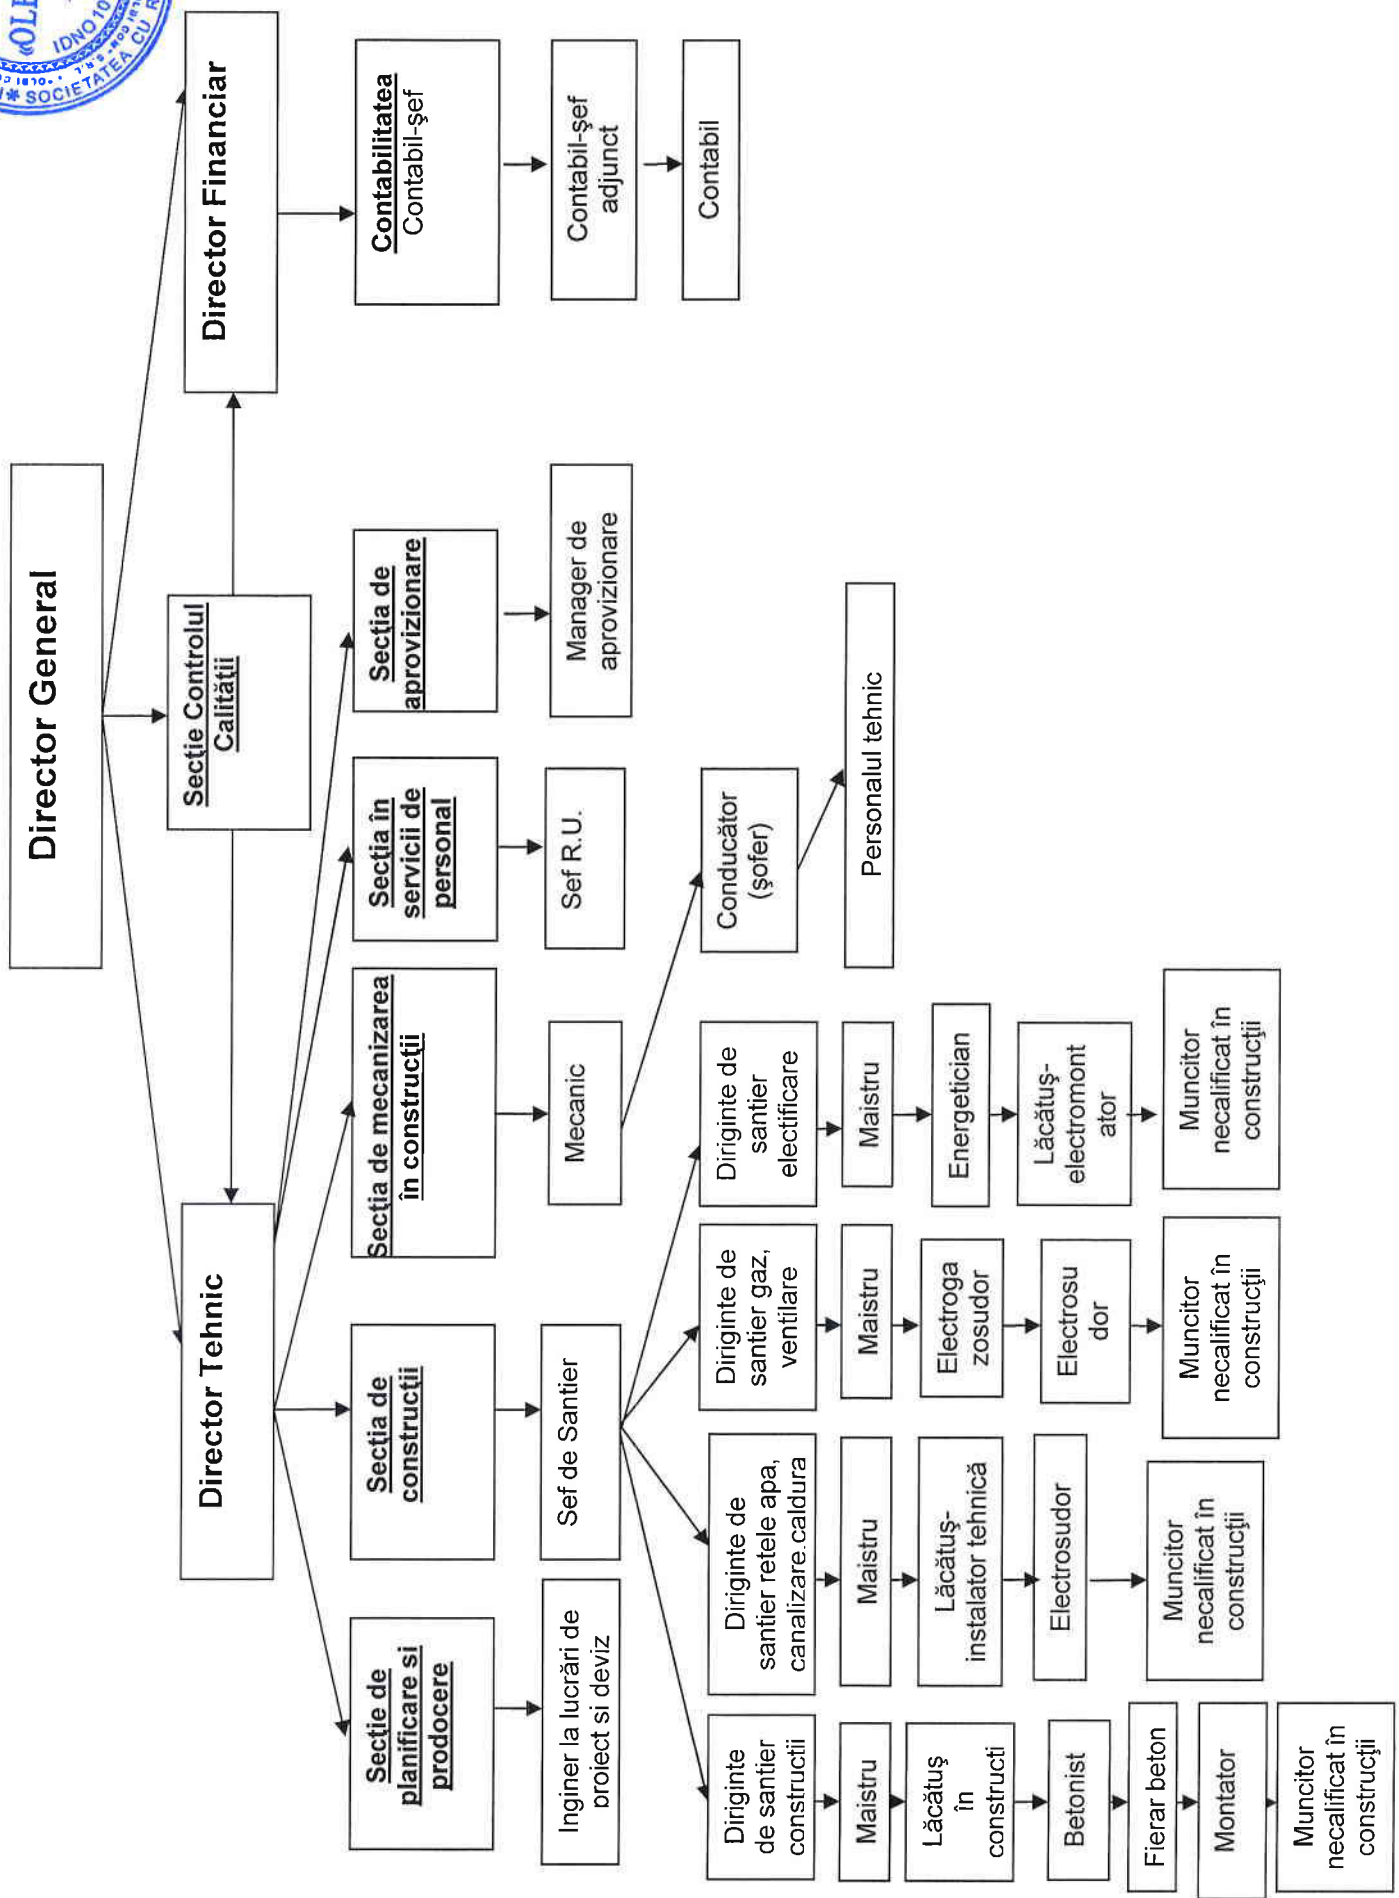 «OLB
IDNO 10
* SOCIETATEA CU R
Director General
Secţie Controlul
Calităţii
Director Tehnic
Director Financiar
Secţie de
planificare si
prodocere
Secţia de
construcţii
Secţia de mecanizarea
în construcţii
Secţia în
servicii de
personal
Secţia de
aprovizionare
Contabilitatea
Contabil-şef
Inginer la lucrări de
proiect si deviz
Sef de Santier
Mecanic
Sef R.U.
Manager de
aprovizionare
Contabil-şef
adjunct
Contabil
Diriginte
de santier
constructii
Diriginte de
santier retele apa,
canalizare.caldura
Diriginte de
santier gaz,
ventilare
Diriginte de
santier
electificare
Conducător
(şofer)
Personalul tehnic
Maistru
Maistru
Maistru
Maistru
Lăcătuş
în
constructi
Lăcătuş-
instalator tehnică
Electroga
zosudor
Energetician
Betonist
Electrosudor
Electrosu
dor
Lăcătuş-
electromont
ator
Fierar beton
Montator
Muncitor
necalificat în
construcţii
Muncitor
necalificat în
construcţii
Muncitor
necalificat în
construcţii
Muncitor
necalificat în
construcţii